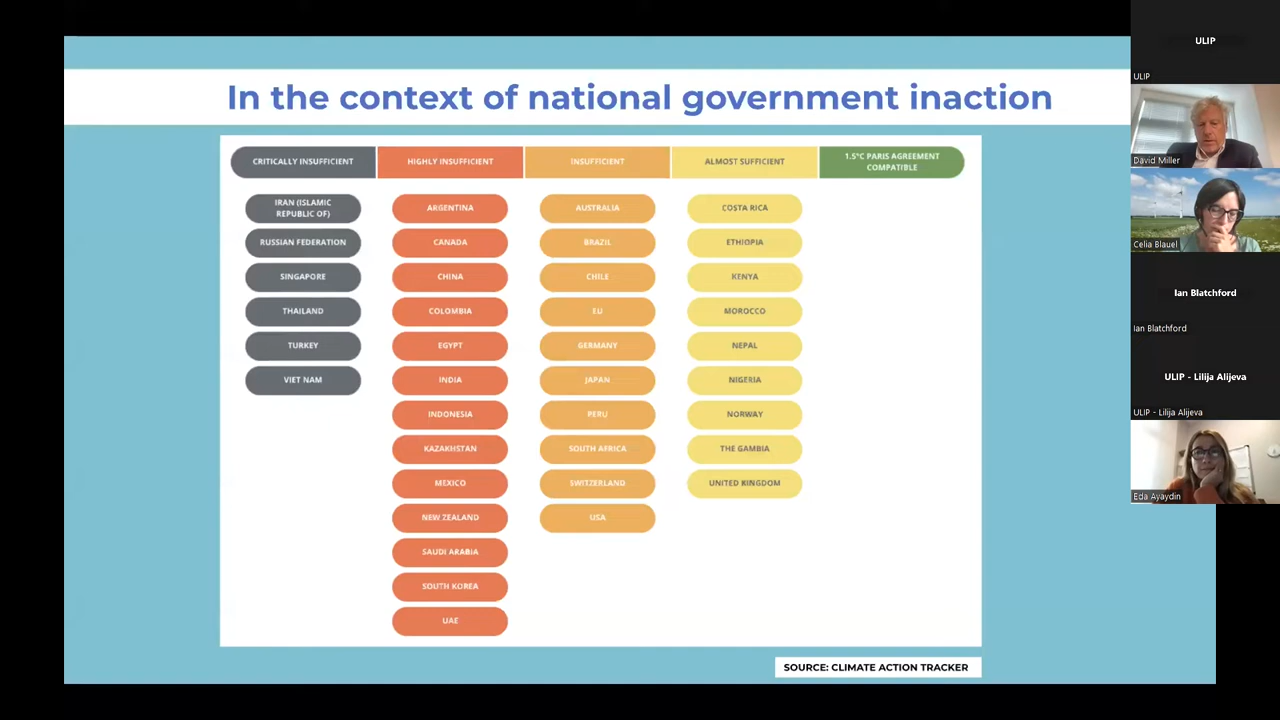 In the context of national government inaction
CRITICALLY INSUFFICIENT
HIGHLY INSUFFICIENT
INSUFFICIENT
ALMOST SUFFICIENT
1.5°C PARIS AGREEMENT
COMPATIBLE
IRAN (ISLAMIC
REPUBLIC OF)
RUSSIAN FEDERATION
SINGAPORE
THAILAND
TURKEY
VIET NAM
ARGENTINA
CANADA
CHINA
COLOMBIA
EGYPT
INDIA
INDONESIA
KAZAKHSTAN
MEXICO
NEW ZEALAND
SAUDI ARABIA
SOUTH KOREA
UAE
AUSTRALIA
BRAZIL
CHILE
EU
GERMANY
JAPAN
PERU
SOUTH AFRICA
SWITZERLAND
USA
COSTA RICA
ETHIOPIA
KENYA
MOROCCO
NEPAL
NIGERIA
NORWAY
THE GAMBIA
UNITED KINGDOM
SOURCE: CLIMATE ACTION TRACKER
ULIP
ULIP
David Miller
Celia Blauel
Ian Blatchford
Ian Blatchford
ULIP - Lilija Alijeva
ULIP - Lilija Alijeva
Eda Ayaydin